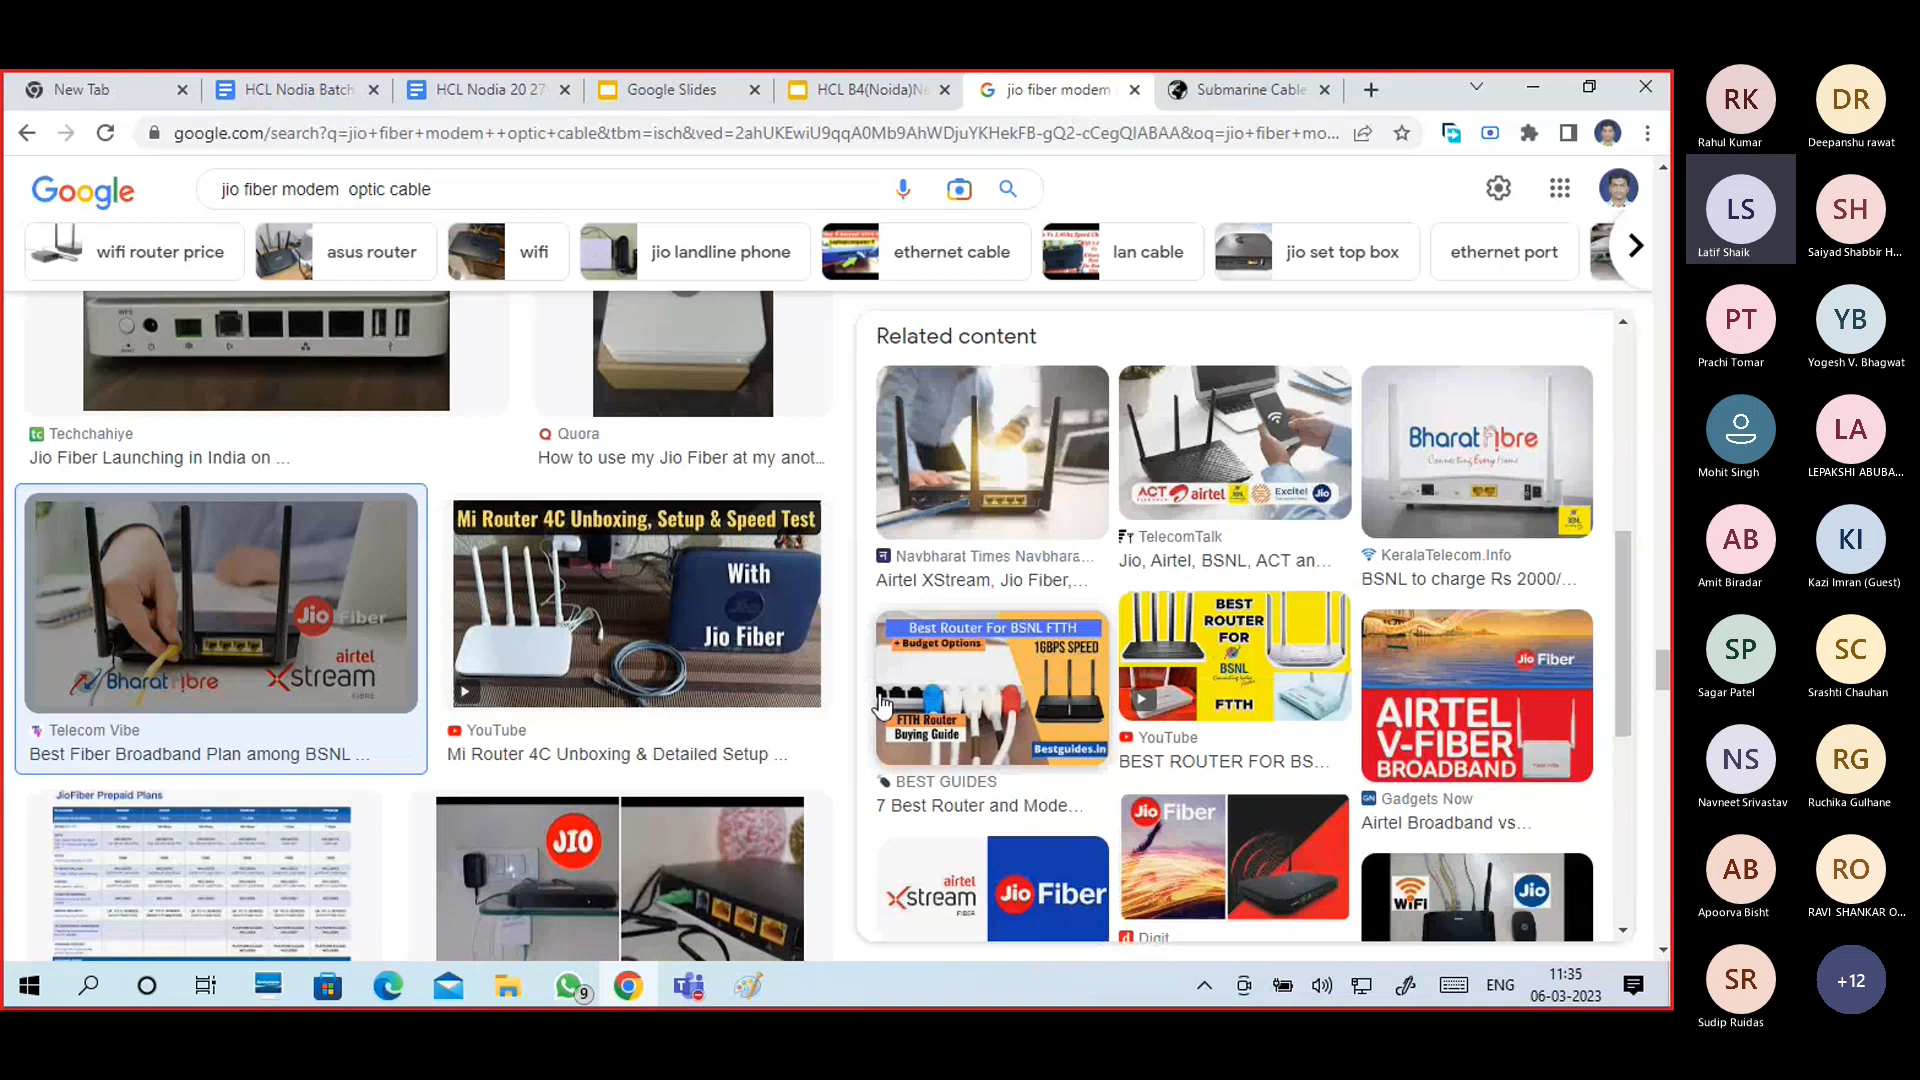 New Tab
HCL Nodia Batch
HCL Nodia 20 27
Google Slides
HCL B4(Noida)Ne
jio fiber modem
Submarine Cable
google.com/search?q=jio+fiber+modem++optic+cable&tbm=isch&ved=2ahUKEwiU9qqA0Mb9AhWDjuYKHekFB-gQ2-cCegQIABAA&oq=jio+fiber+mo...
Google
jio fiber modem optic cable
wifi router price
asus router
wifi
jio landline phone
ethernet cable
lan cable
jio set top box
ethernet port
Techchahiye
Jio Fiber Launching in India on ...
Quora
How to use my Jio Fiber at my anot...
Jio Fiber
Bharat Fibre
airtel
Xstream
FIBRE
Telecom Vibe
Best Fiber Broadband Plan among BSNL ...
Mi Router 4C Unboxing, Setup & Speed Test
With
Jio
Jio Fiber
YouTube
Mi Router 4C Unboxing & Detailed Setup ...
JioFiber Prepaid Plans
JIO
Related content
Navbharat Times Navbhara...
Airtel XStream, Jio Fiber,...
ACT
airtel
Excitel
Jio
TelecomTalk
Jio, Airtel, BSNL, ACT an...
Bharat Fibre
Connecting Every Home
BSNL
KeralaTelecom.Info
BSNL to charge Rs 2000/...
Best Router For BSNL FTTH
+ Budget Options
1GBPS SPEED
FTTH Router
Buying Guide
Bestguides.in
BEST GUIDES
7 Best Router and Mode...
BEST
ROUTER
FOR
BSNL
FTTH
YouTube
BEST ROUTER FOR BS...
Jio Fiber
AIRTEL
V-FIBER
BROADBAND
Gadgets Now
Airtel Broadband vs...
airtel
Xstream
FIBER
Jio Fiber
Jio Fiber
Digit
WiFi
Jio
9
ENG
11:35
06-03-2023
RK
Rahul Kumar
DR
Deepanshu rawat
LS
Latif Shaik
SH
Saiyad Shabbir H...
PT
Prachi Tomar
YB
Yogesh V. Bhagwat
Mohit Singh
LA
LEPAKSHI ABUBA...
AB
Amit Biradar
KI
Kazi Imran (Guest)
SP
Sagar Patel
SC
Srashti Chauhan
NS
Navneet Srivastav
RG
Ruchika Gulhane
AB
Apoorva Bisht
RO
RAVI SHANKAR O...
SR
Sudip Ruidas
+12